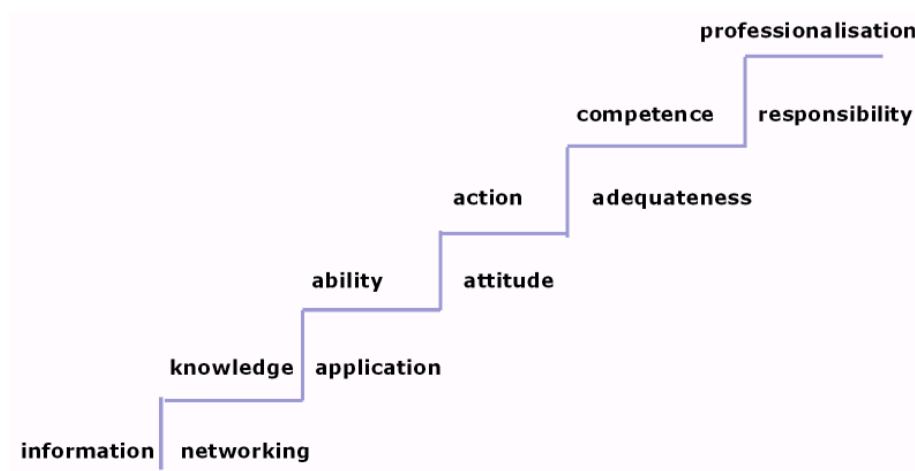 professionalisation
competence responsibility
action adequateness
ability attitude
knowledge application
information networking